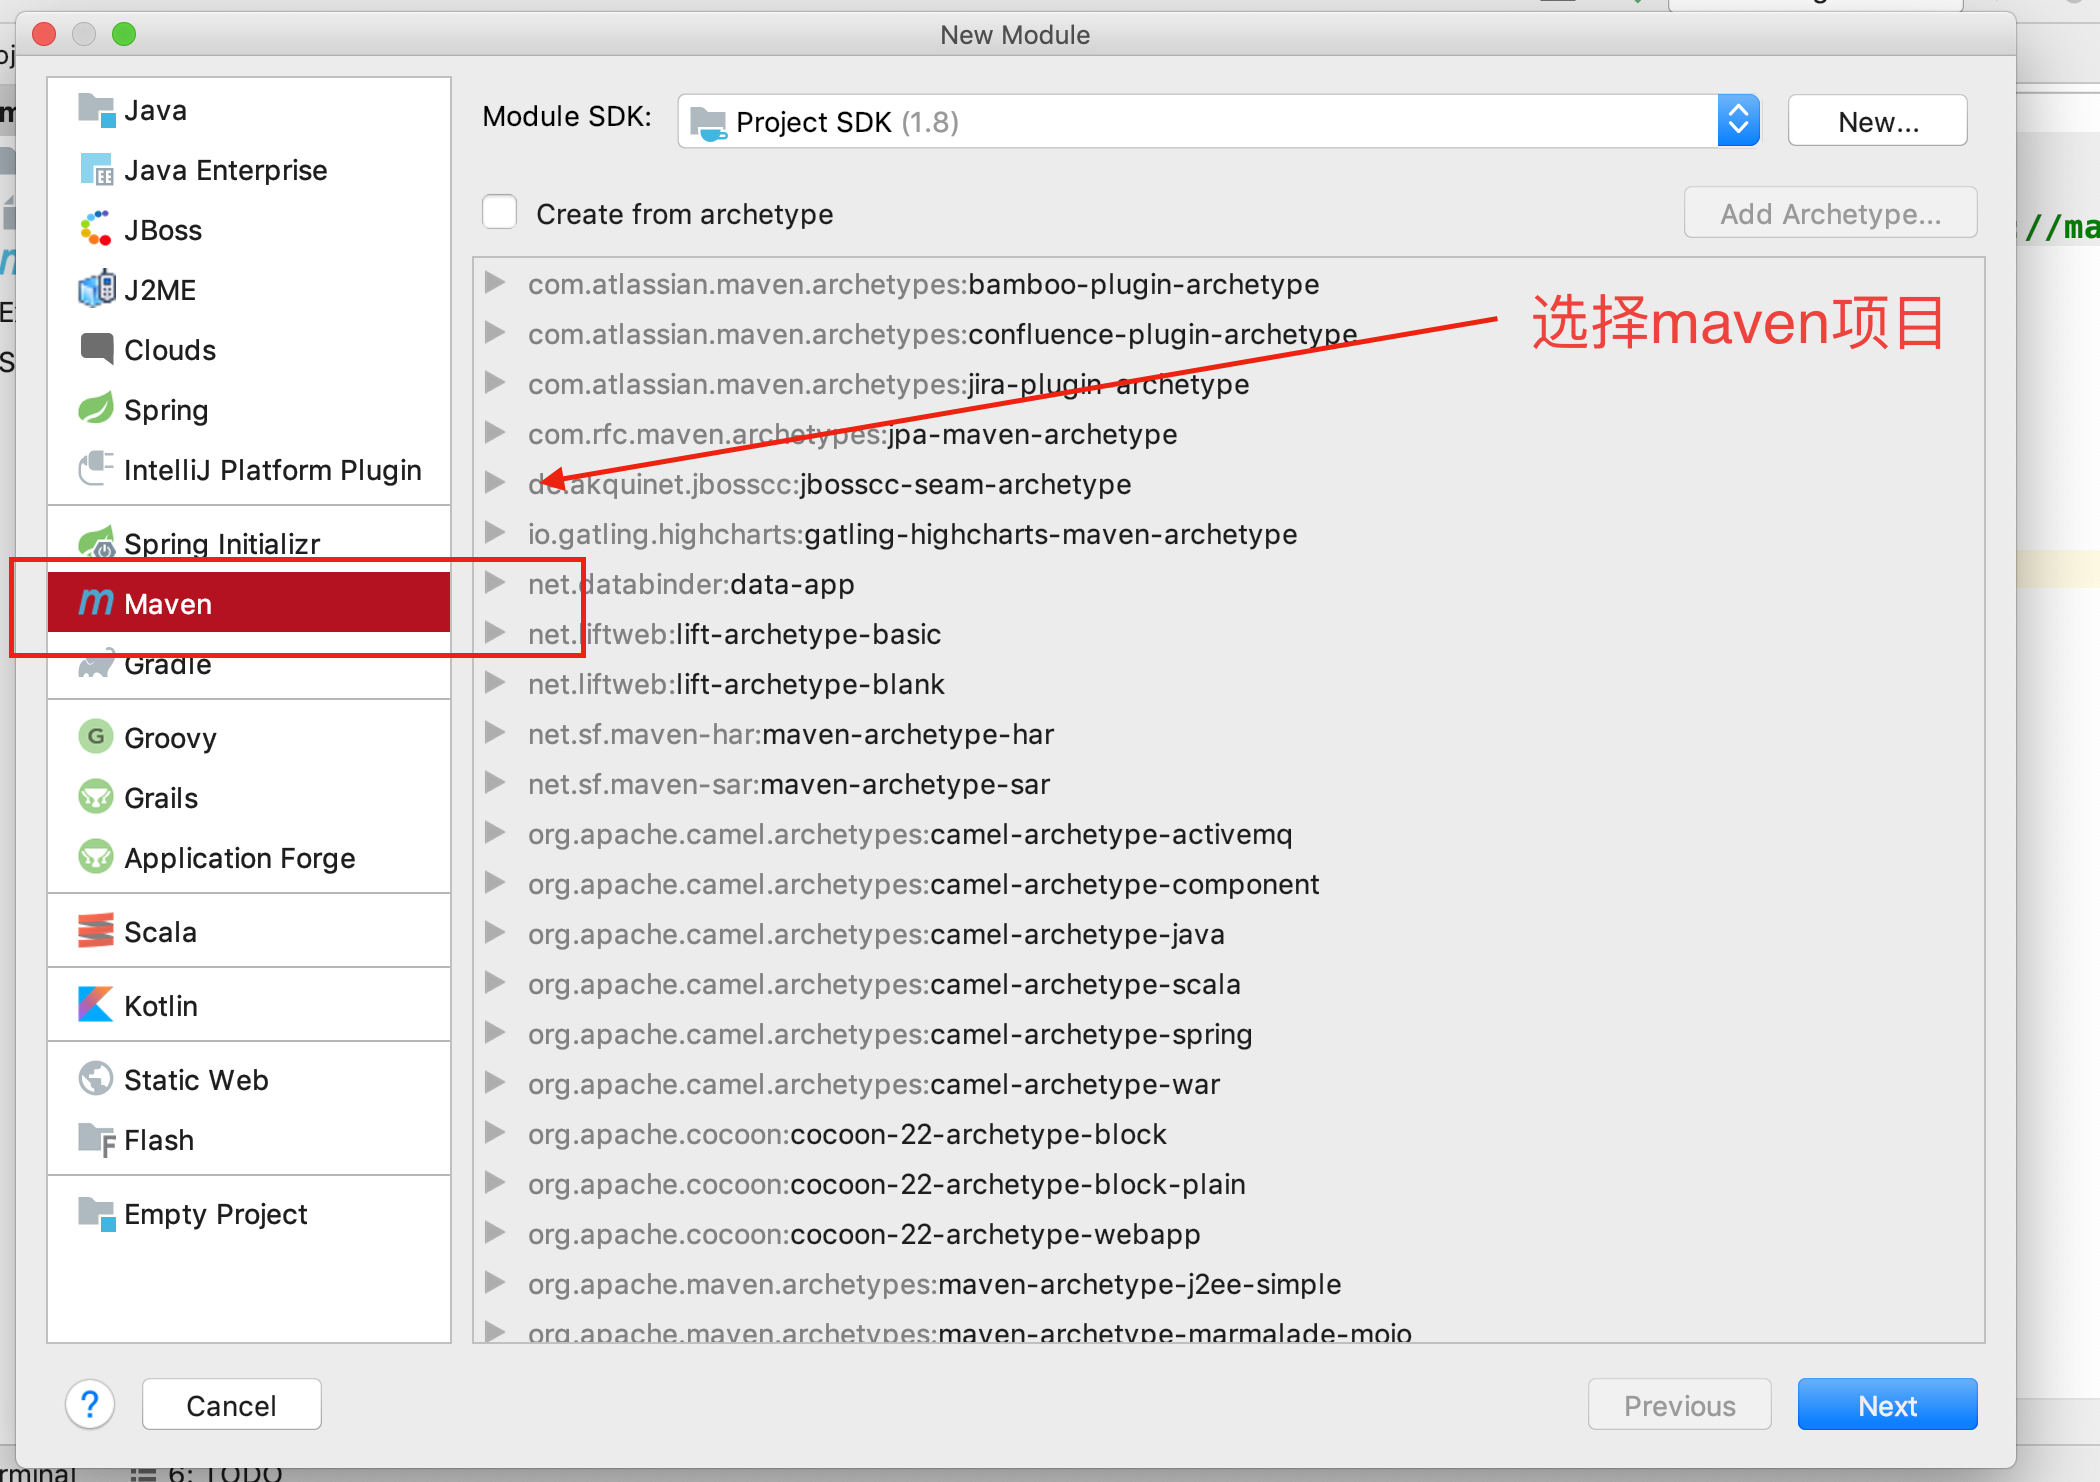 New Module
Java
Java Enterprise
JBoss
J2ME
Clouds
Spring
IntelliJ Platform Plugin
Spring Initializr
Maven
Gradle
Groovy
Grails
Application Forge
Scala
Kotlin
Static Web
Flash
Empty Project
Module SDK:
Project SDK (1.8)
New...
Create from archetype
Add Archetype...
com.atlassian.maven.archetypes:bamboo-plugin-archetype
com.atlassian.maven.archetypes:confluence-plugin-archetype
com.atlassian.maven.archetypes:jira-plugin-archetype
com.rfc.maven.archetypes:jpa-maven-archetype
de.akquinet.jbosscc:jbosscc-seam-archetype
io.gatling.highcharts:gatling-highcharts-maven-archetype
net.databinder:data-app
net.liftweb:lift-archetype-basic
net.liftweb:lift-archetype-blank
net.sf.maven-har:maven-archetype-har
net.sf.maven-sar:maven-archetype-sar
org.apache.camel.archetypes:camel-archetype-activemq
org.apache.camel.archetypes:camel-archetype-component
org.apache.camel.archetypes:camel-archetype-java
org.apache.camel.archetypes:camel-archetype-scala
org.apache.camel.archetypes:camel-archetype-spring
org.apache.camel.archetypes:camel-archetype-war
org.apache.cocoon:cocoon-22-archetype-block
org.apache.cocoon:cocoon-22-archetype-block-plain
org.apache.cocoon:cocoon-22-archetype-webapp
org.apache.maven.archetypes:maven-archetype-j2ee-simple
org.apache.maven.archetypes:maven-archetype-marmalade-mojo
选择maven项目
://ma
?
Cancel
Previous
Next
rminal
6: TODO